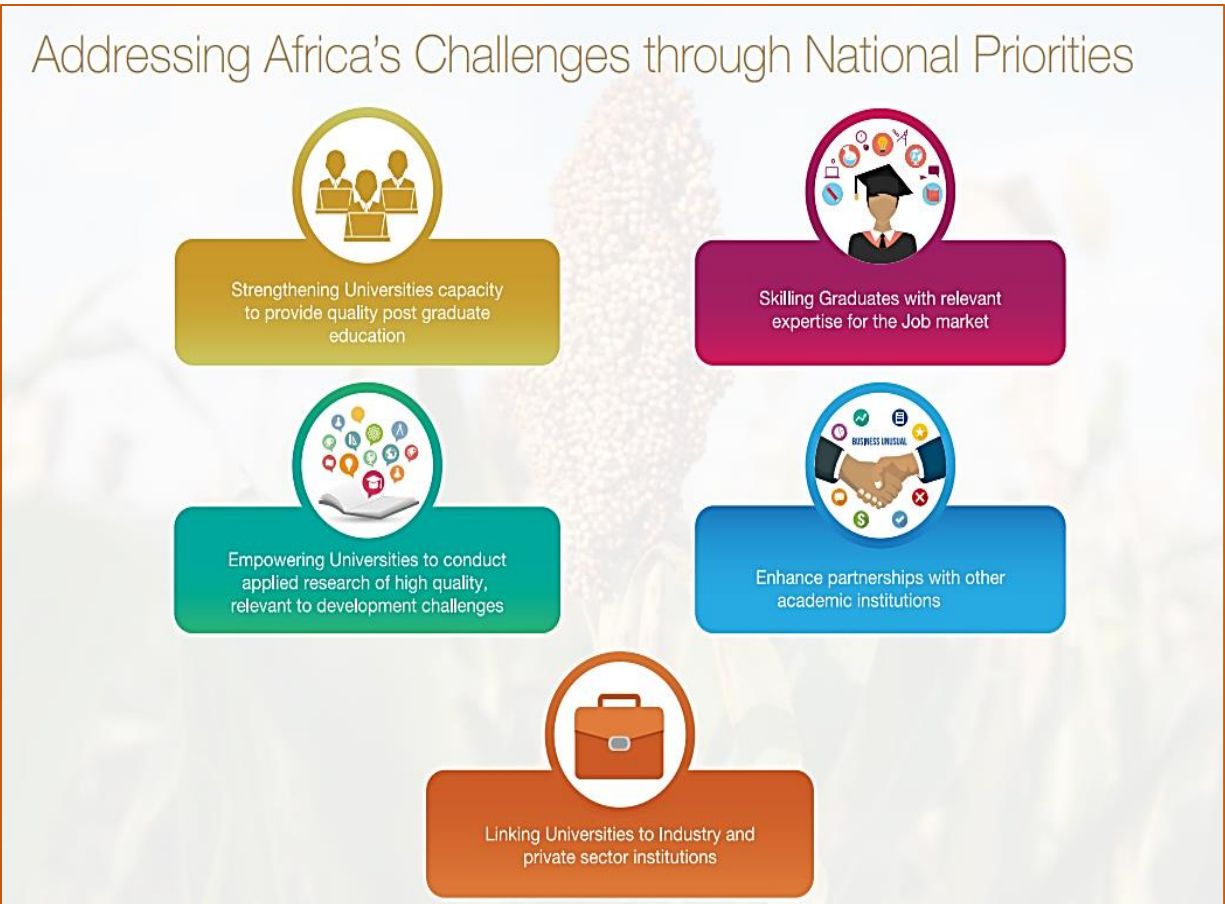 Addressing Africa's Challenges through National Priorities
Strengthening Universities capacity
to provide quality post graduate
education
Skilling Graduates with relevant
expertise for the Job market
Empowering Universities to conduct
applied research of high quality,
relevant to development challenges
BUSINESS UNUSUAL
Enhance partnerships with other
academic institutions
Linking Universities to Industry and
private sector institutions